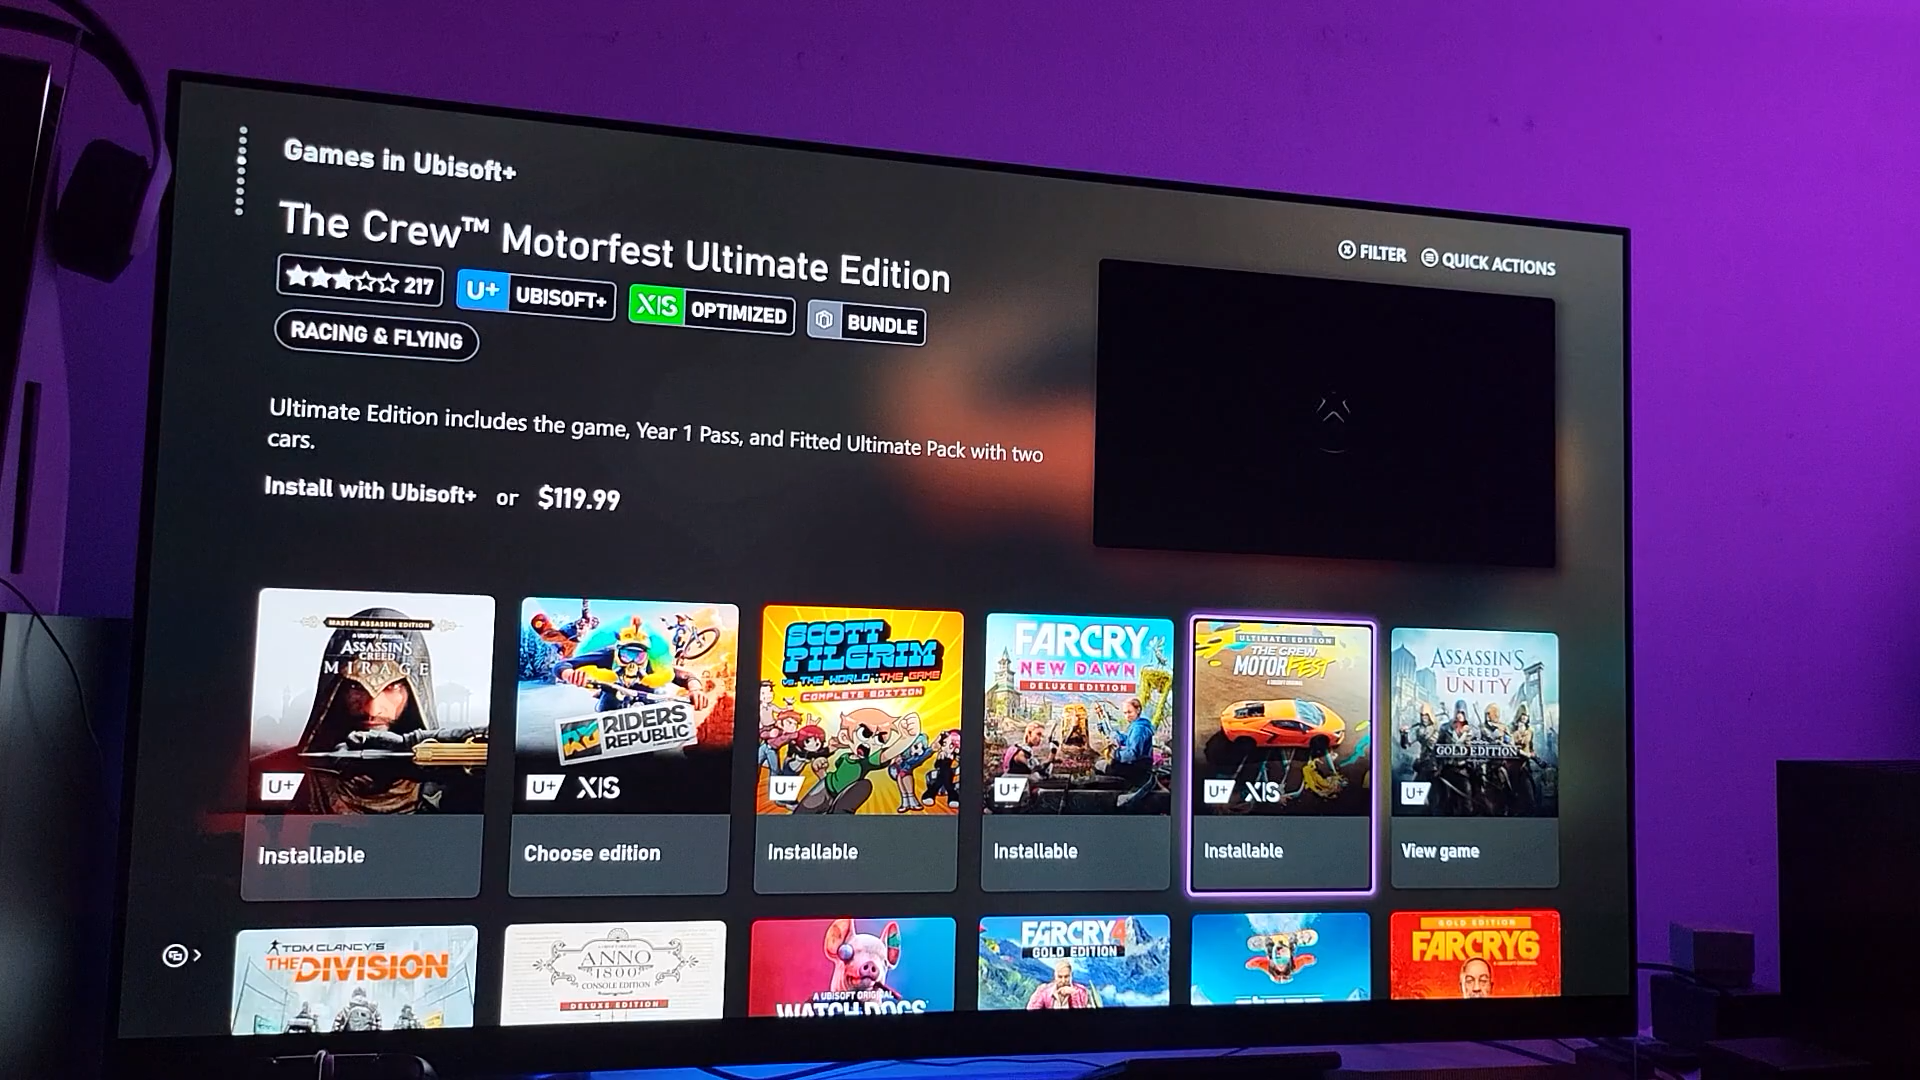 Games in Ubisoft+
The Crew™ Motorfest Ultimate Edition
FILTER
QUICK ACTIONS
217
U+ UBISOFT+
X|S OPTIMIZED
BUNDLE
RACING & FLYING
Ultimate Edition includes the game, Year 1 Pass, and Fitted Ultimate Pack with two
cars.
Install with Ubisoft+ or $119.99
MASTER ASSASSIN EDITION
A UBISOFT ORIGINAL
ASSASSIN'S
CREED
MIRAGE
U+
Installable
RIDERS
REPUBLIC
U+ X|S
Choose edition
SCOTT
PILGRIM
VS. THE WORLD: THE GAME
COMPLETE EDITION
U+
Installable
FARCRY
NEW DAWN
DELUXE EDITION
U+
Installable
ULTIMATE EDITION
THE CREW
MOTORFEST
U+ X|S
Installable
ASSASSIN'S
CREED
UNITY
GOLD EDITION
U+
View game
TOM CLANCY'S
THE DIVISION
ANNO
1800
CONSOLE EDITION
DELUXE EDITION
A UBISOFT ORIGINAL
WATCH DOGS
FARCRY4
GOLD EDITION
GOLD EDITION
FARCRY6